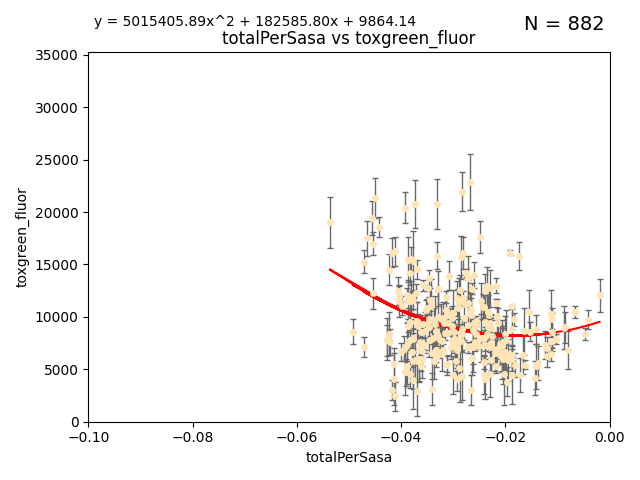 y = 5015405.89x^2 + 182585.80x + 9864.14
N = 882
totalPerSasa vs toxgreen_fluor
35000
30000
25000
20000
15000
10000
5000
0
toxgreen_fluor
−0.10 −0.08 −0.06 −0.04 −0.02 0.00
totalPerSasa